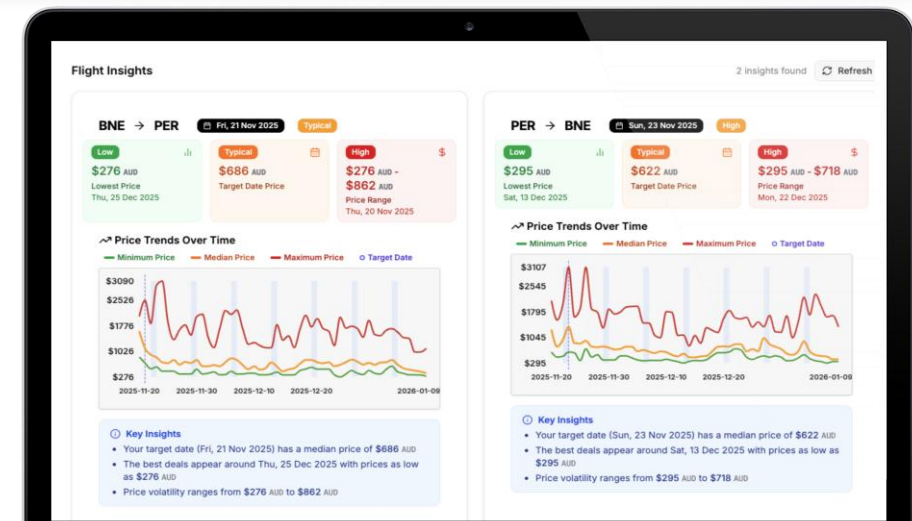 Flight Insights
2 insights found Refresh
BNE → PER Fri, 21 Nov 2025 Typical
Low
$276 AUD
Lowest Price
Thu, 25 Dec 2025
Typical
$686 AUD
Target Date Price
High
$
$276 AUD -
$862 AUD
Price Range
Thu, 20 Nov 2025
Price Trends Over Time
Minimum Price Median Price Maximum Price Target Date
$3090
$2526
$1776
$1026
$276
2025-11-20 2025-11-30 2025-12-10 2025-12-20 2026-01-09
Key Insights
• Your target date (Fri, 21 Nov 2025) has a median price of $686 AUD
• The best deals appear around Thu, 25 Dec 2025 with prices as low
as $276 AUD
• Price volatility ranges from $276 AUD to $862 AUD
PER → BNE Sun, 23 Nov 2025 High
Low
$295 AUD
Lowest Price
Sat, 13 Dec 2025
Typical
$622 AUD
Target Date Price
High
$
$295 AUD - $718 AUD
Price Range
Mon, 22 Dec 2025
Price Trends Over Time
Minimum Price Median Price Maximum Price Target Date
$3107
$2545
$1795
$1045
$295
2025-11-20 2025-11-30 2025-12-10 2025-12-20 2026-01-09
Key Insights
• Your target date (Sun, 23 Nov 2025) has a median price of $622 AUD
• The best deals appear around Sat, 13 Dec 2025 with prices as low as
$295 AUD
• Price volatility ranges from $295 AUD to $718 AUD